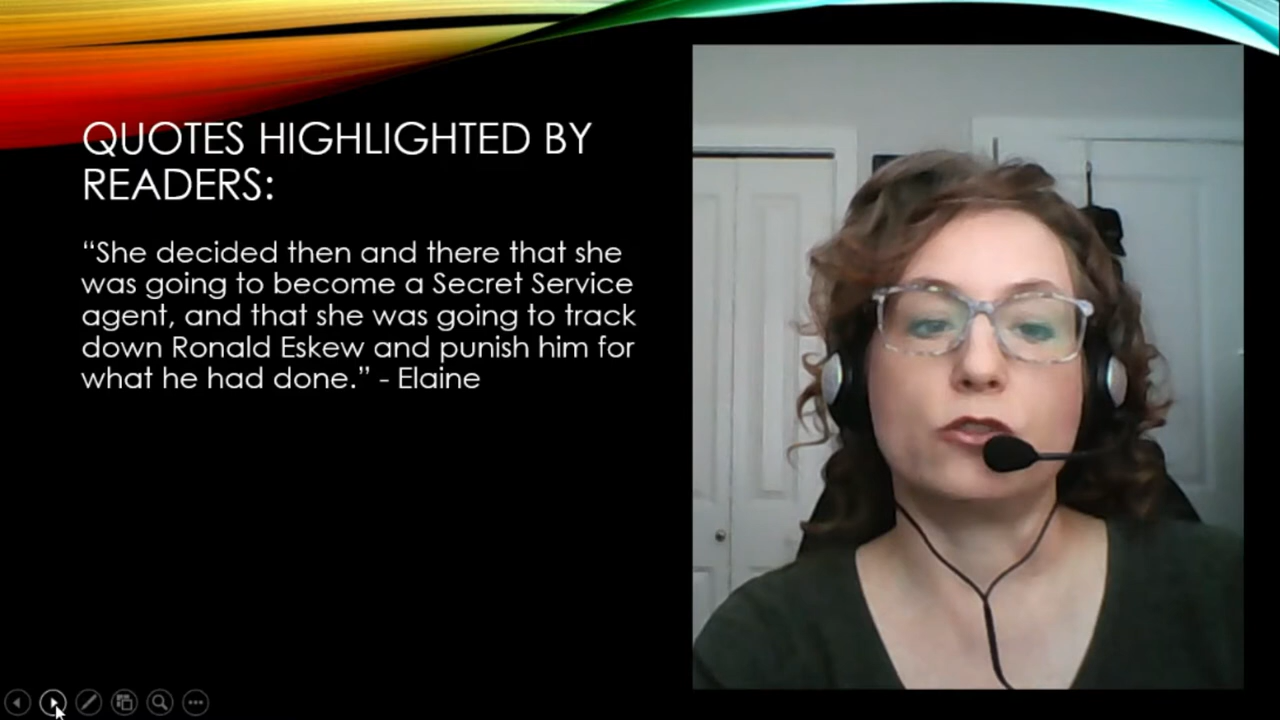 QUOTES HIGHLIGHTED BY
READERS:
“She decided then and there that she
was going to become a Secret Service
agent, and that she was going to track
down Ronald Eskew and punish him for
what he had done.” - Elaine